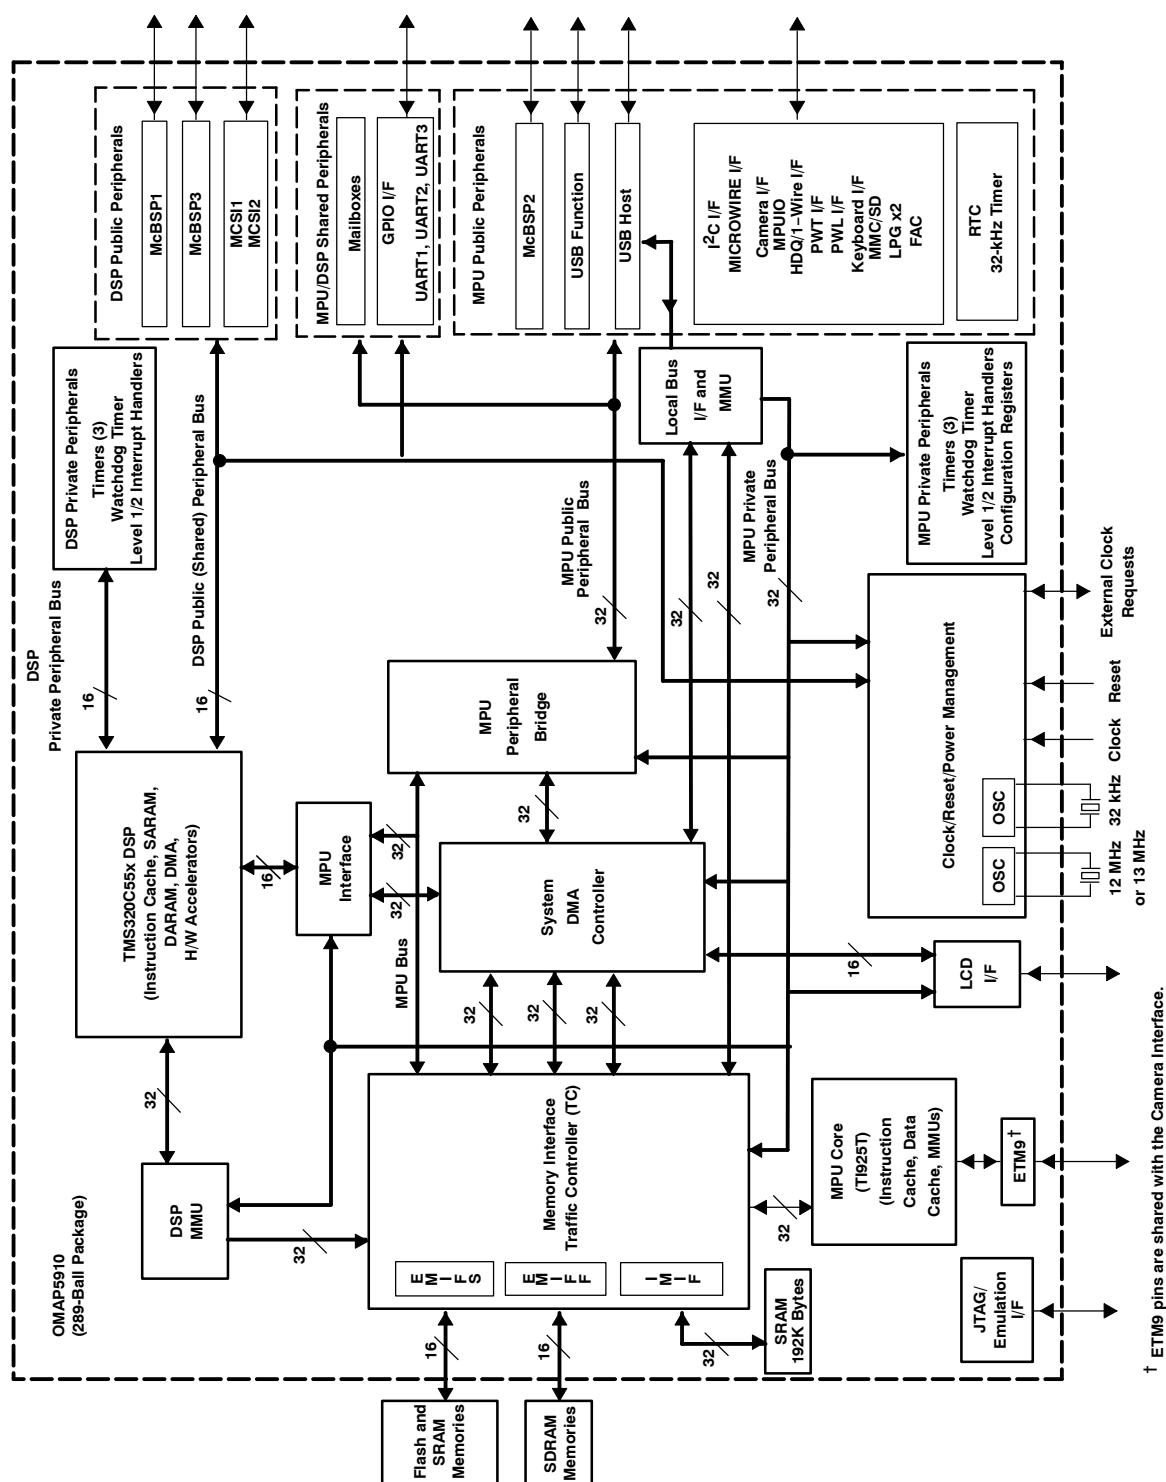 OMAP5910
(289-Ball Package)
Flash and
SRAM
Memories
SDRAM
Memories
SRAM
192K Bytes
DSP
MMU
EMIFS
EMIFF
IMIF
Memory Interface
Traffic Controller (TC)
16
16
32
32
32
32
TMS320C55x DSP
(Instruction Cache, SARAM,
DARAM, DMA,
H/W Accelerators)
16
MPU
Interface
MPU Bus
32
32
32
32
32
System
DMA
Controller
32
MPU
Peripheral
Bridge
DSP
Private Peripheral Bus
16
16
DSP Public (Shared) Peripheral Bus
DSP Private Peripherals
Timers (3)
Watchdog Timer
Level 1/2 Interrupt Handlers
DSP Public Peripherals
McBSP1
McBSP3
MCSI1
MCSI2
MPU/DSP Shared Peripherals
Mailboxes
GPIO I/F
UART1, UART2, UART3
MPU Public
Peripheral Bus
32
32
32
MPU Private
Peripheral Bus
32
MPU Public Peripherals
McBSP2
USB Function
USB Host
I2C I/F
MICROWIRE I/F
Camera I/F
MPUIO
HDQ/1-Wire I/F
PWT I/F
PWL I/F
Keyboard I/F
MMC/SD
LPG x2
FAC
RTC
32-kHz Timer
Local Bus
I/F and
MMU
MPU Private Peripherals
Timers (3)
Watchdog Timer
Level 1/2 Interrupt Handlers
Configuration Registers
MPU Core
(TI925T)
(Instruction
Cache, Data
Cache, MMUs)
32
ETM9†
JTAG/
Emulation
I/F
16
LCD
I/F
Clock/Reset/Power Management
OSC
OSC
12 MHz
or 13 MHz
32 kHz
Clock
Reset
External Clock
Requests
† ETM9 pins are shared with the Camera Interface.